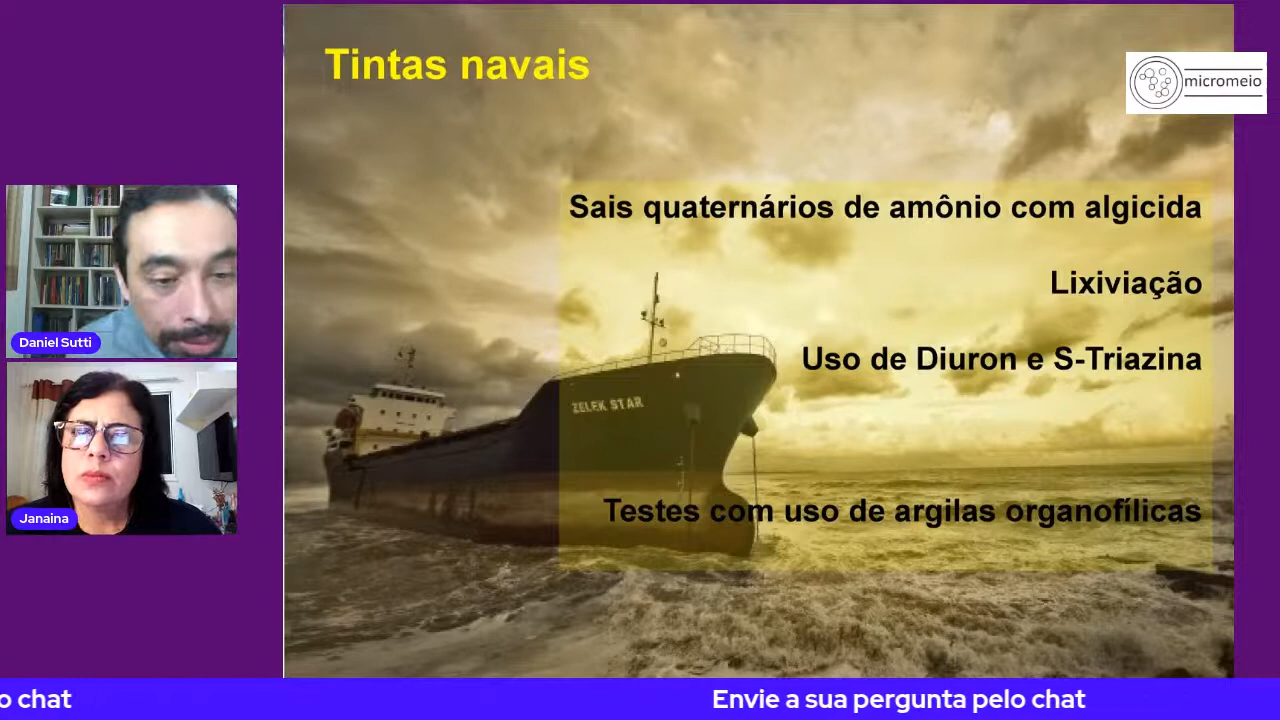 Tintas navais
micromeio
Sais quaternários de amônio com algicida
Lixiviação
Uso de Diuron e S-Triazina
ZELEK STAR
Testes com uso de argilas organofílicas
Daniel Sutti
Janaina
o chat
Envie a sua pergunta pelo chat